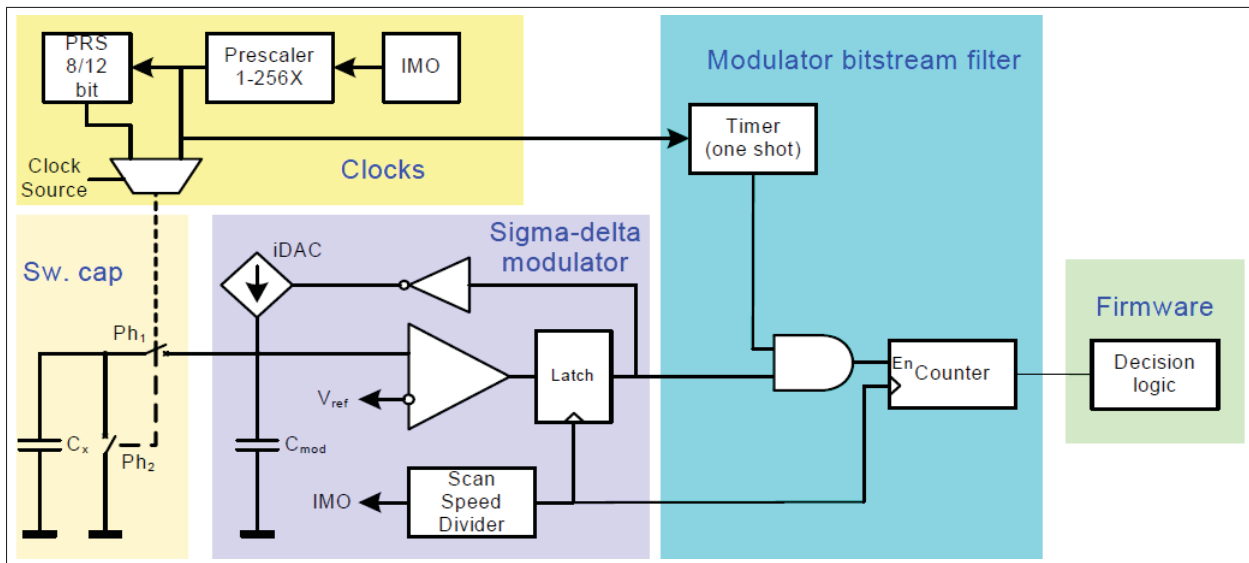 PRS
8/12
bit
Prescaler
1-256X
IMO
Clock
Source
Clocks
Modulator bitstream filter
Timer
(one shot)
Sw. cap
Ph1
Ph2
Cx
Sigma-delta
modulator
iDAC
Vref
Latch
Cmod
IMO
Scan
Speed
Divider
En
Counter
Firmware
Decision
logic